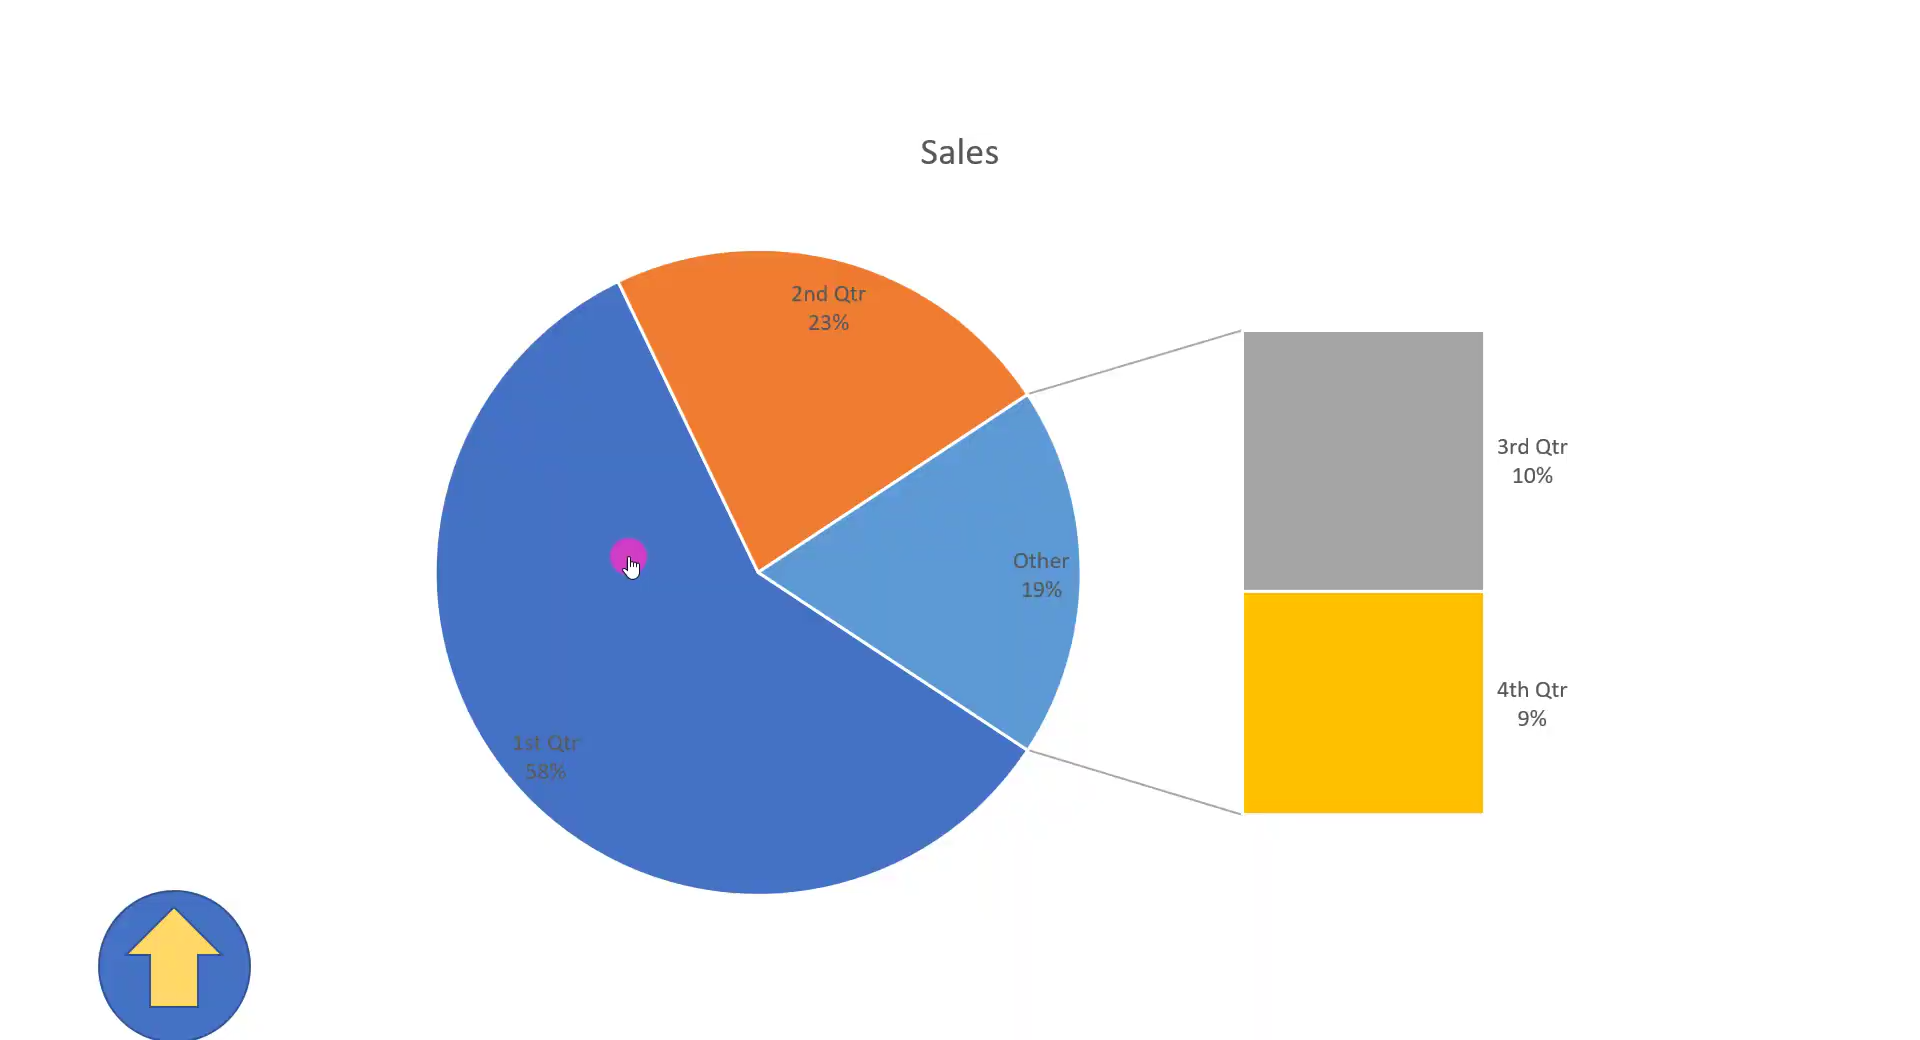 Sales
2nd Qtr
23%
3rd Qtr
10%
Other
19%
4th Qtr
9%
1st Qtr
58%